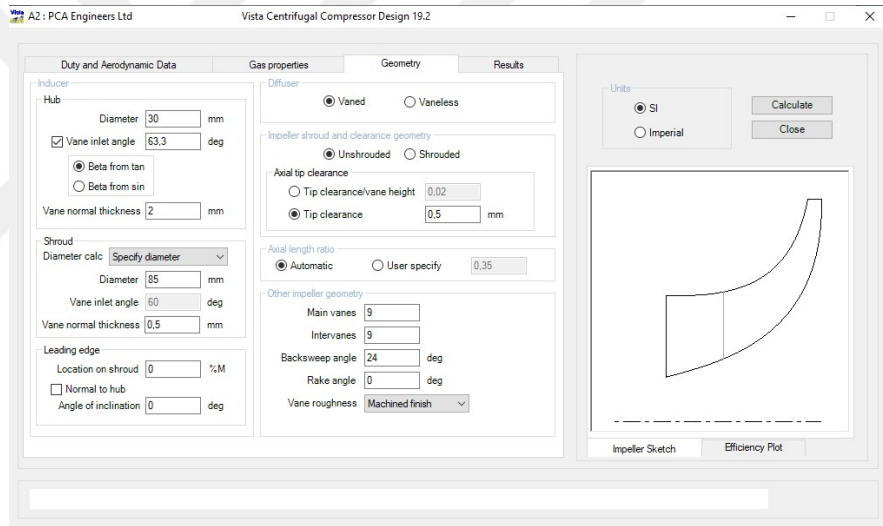 A2 : PCA Engineers Ltd Vista Centrifugal Compressor Design 19.2
Duty and Aerodynamic Data Gas properties Geometry Results
Inducer
Hub
Diameter 30 mm
Vane inlet angle 63,3 deg
Beta from tan
Beta from sin
Vane normal thickness 2 mm
Shroud
Diameter calc Specify diameter
Diameter 85 mm
Vane inlet angle 60 deg
Vane normal thickness 0,5 mm
Leading edge
Location on shroud 0 %M
Normal to hub
Angle of inclination 0 deg
Diffuser
Vaned Vaneless
Impeller shroud and clearance geometry
Unshrouded Shrouded
Axial tip clearance
Tip clearance/vane height 0,02
Tip clearance 0,5 mm
Axial length ratio
Automatic User specify 0,35
Other impeller geometry
Main vanes 9
Intervanes 9
Backsweep angle 24 deg
Rake angle 0 deg
Vane roughness Machined finish
Units
SI
Imperial
Calculate
Close
Impeller Sketch Efficiency Plot